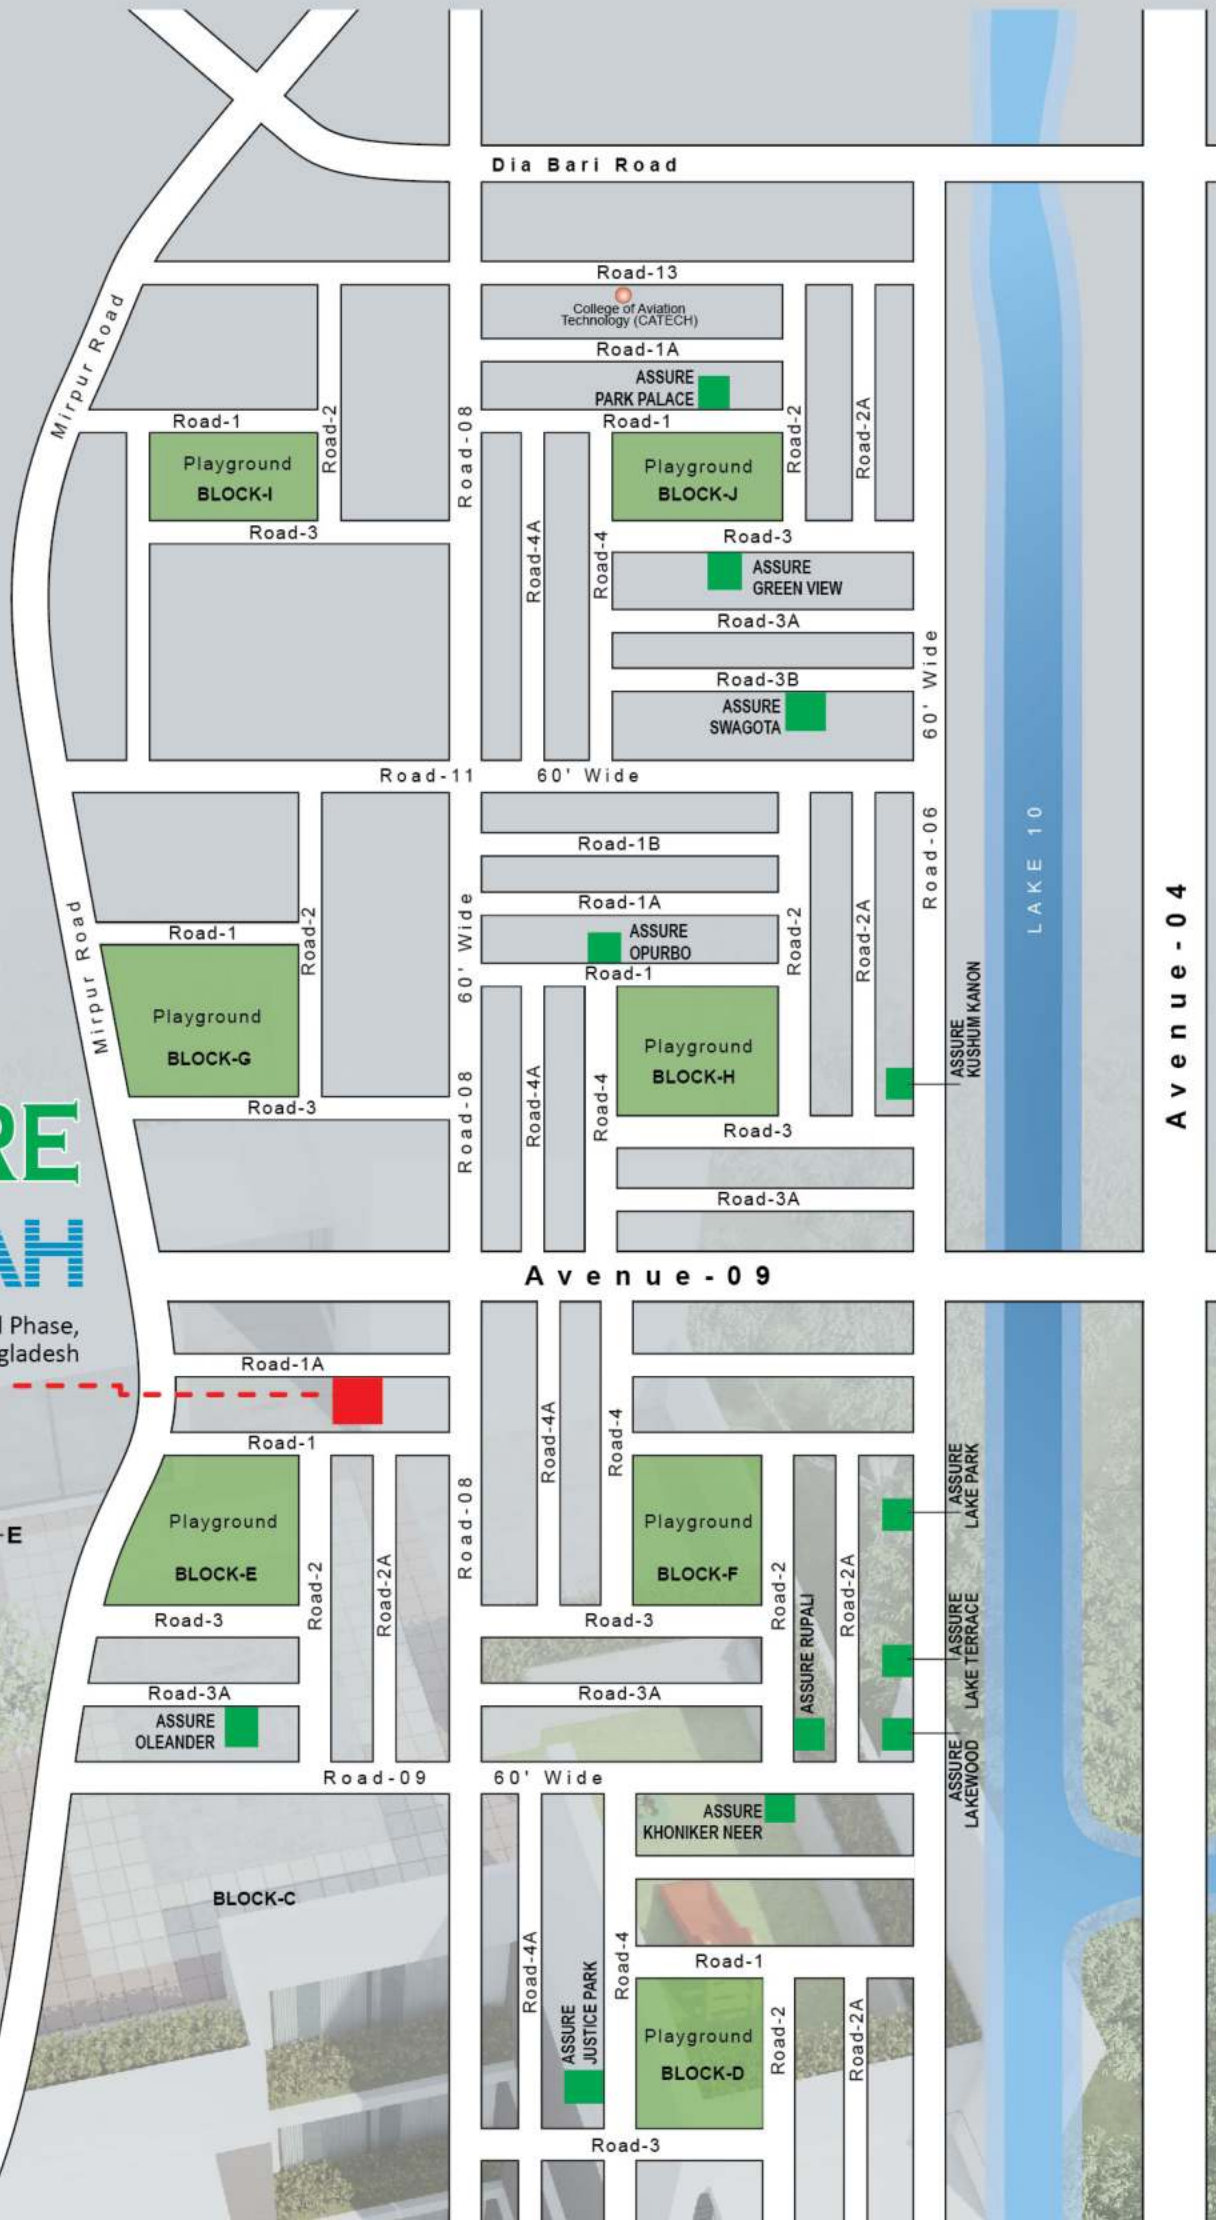 Dia Bari Road
Road-13
College of Aviation
Technology (CATECH)
Road-1A
ASSURE
PARK PALACE
Mirpur Road
Road-1
Road-2
Road-08
Road-1
Road-2
Road-2A
Playground
BLOCK-I
Playground
BLOCK-J
Road-3
Road-4A
Road-4
Road-3
ASSURE
GREEN VIEW
Road-3A
60' Wide
Road-3B
ASSURE
SWAGOTA
Road-11
60' Wide
Road-06
LAKE 10
Road-1B
Road-1A
Mirpur Road
Road-1
Road-2
60' Wide
ASSURE
OPURBO
Road-2
Road-2A
Avenue-04
Road-1
Playground
BLOCK-G
Playground
BLOCK-H
ASSURE
KUSHUM KANON
Road-3
Road-08
Road-4A
Road-4
Road-3
RE
Road-3A
AH
Avenue-09
l Phase,
gladesh
Road-1A
Road-1
Road-4A
Road-4
ASSURE
LAKE PARK
Road-08
-E
Playground
BLOCK-E
Playground
BLOCK-F
Road-2
Road-2A
Road-2
ASSURE RUPALI
Road-2A
ASSURE
LAKE TERRACE
Road-3
Road-3
Road-3A
Road-3A
ASSURE
OLEANDER
ASSURE
LAKEWOOD
Road-09
60' Wide
ASSURE
KHONIKER NEER
BLOCK-C
Road-4A
ASSURE
JUSTICE PARK
Road-4
Road-1
Playground
BLOCK-D
Road-2
Road-2A
Road-3